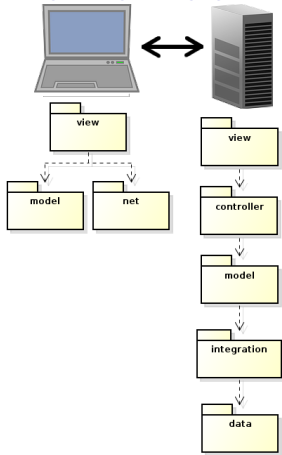 view
model
net
view
controller
model
integration
data